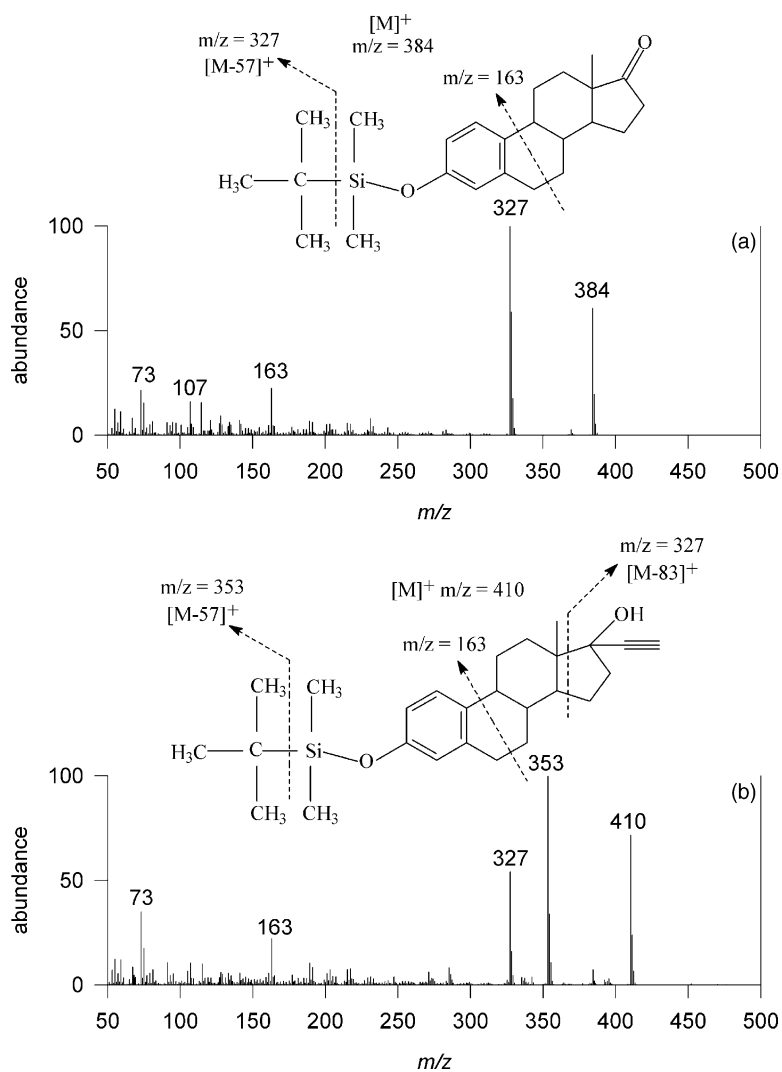 [M]⁺
m/z = 327
m/z = 384
[M-57]⁺
m/z = 163
O
CH₃ CH₃
H₃C C Si O
CH₃ CH₃
(a)
100
50
0
abundance
327
384
73
107
163
50 100 150 200 250 300 350 400 450 500
m/z
m/z = 327
[M-83]⁺
m/z = 353
[M-57]⁺
[M]⁺ m/z = 410
OH
m/z = 163
CH₃ CH₃
H₃C C Si O
CH₃ CH₃
(b)
100
50
0
abundance
353
410
327
73
163
50 100 150 200 250 300 350 400 450 500
m/z